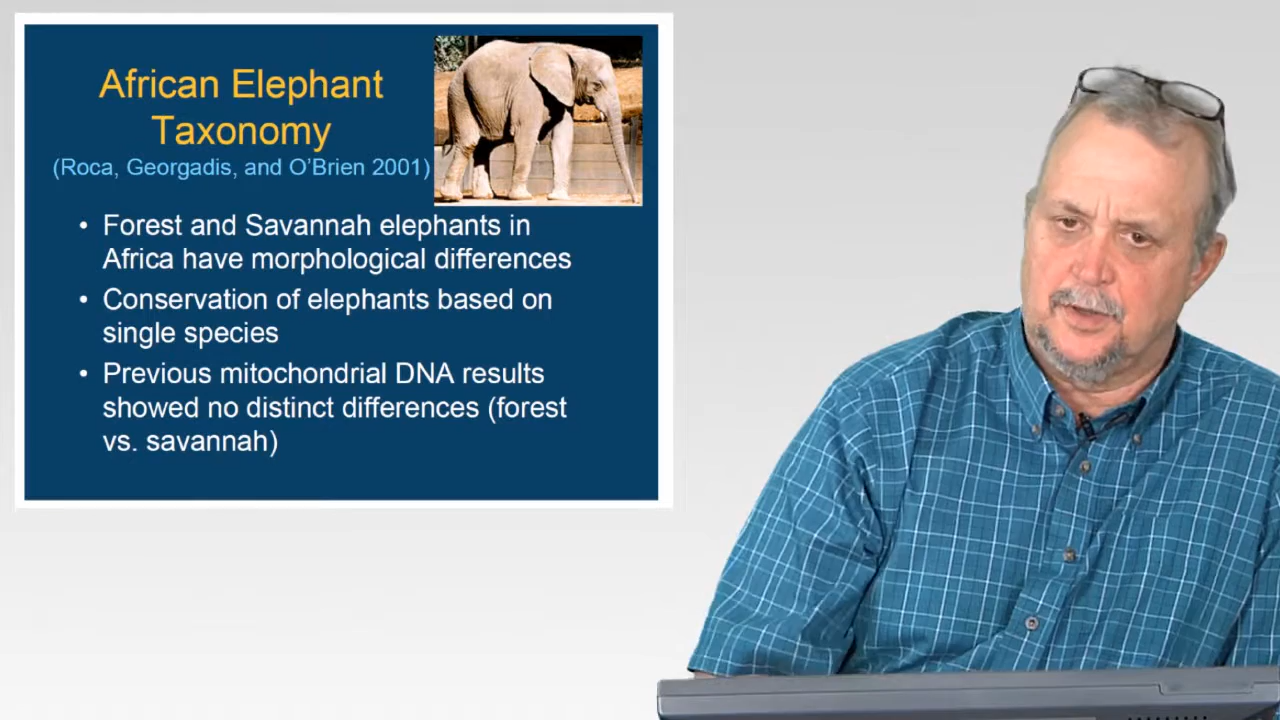 African Elephant
Taxonomy
(Roca, Georgadis, and O'Brien 2001)
• Forest and Savannah elephants in
Africa have morphological differences
• Conservation of elephants based on
single species
• Previous mitochondrial DNA results
showed no distinct differences (forest
vs. savannah)